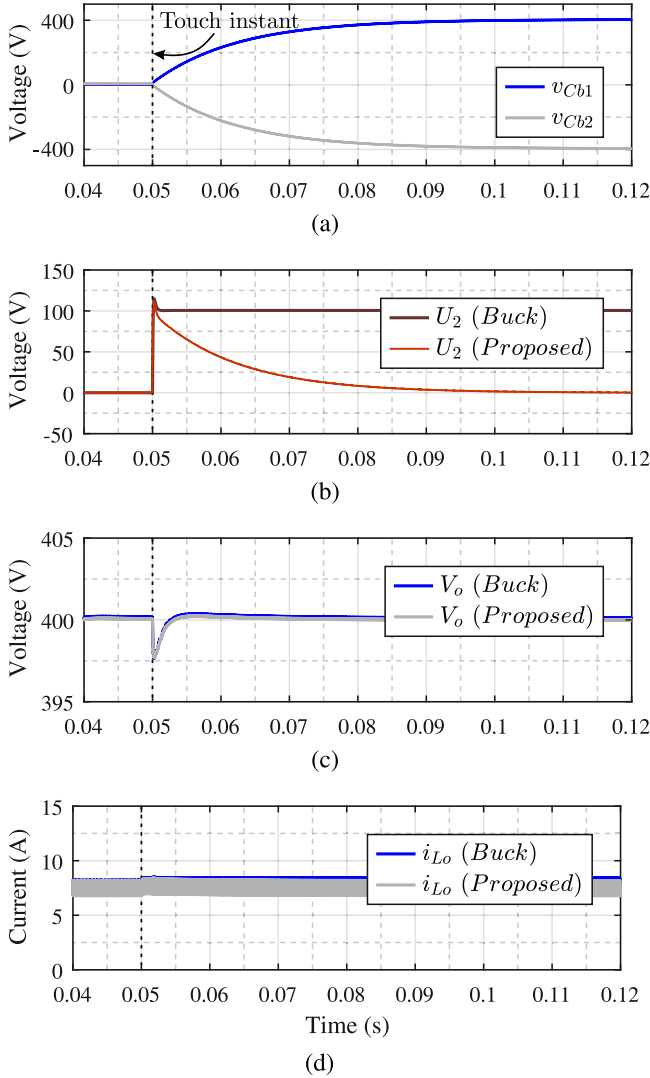 Touch instant
Voltage (V)
400
0
-400
v_{Cb1}
v_{Cb2}
0.04 0.05 0.06 0.07 0.08 0.09 0.1 0.11 0.12
(a)
Voltage (V)
150
100
50
0
-50
U_2 (Buck)
U_2 (Proposed)
0.04 0.05 0.06 0.07 0.08 0.09 0.1 0.11 0.12
(b)
Voltage (V)
405
400
395
V_o (Buck)
V_o (Proposed)
0.04 0.05 0.06 0.07 0.08 0.09 0.1 0.11 0.12
(c)
Current (A)
15
10
5
0
i_{Lo} (Buck)
i_{Lo} (Proposed)
0.04 0.05 0.06 0.07 0.08 0.09 0.1 0.11 0.12
Time (s)
(d)